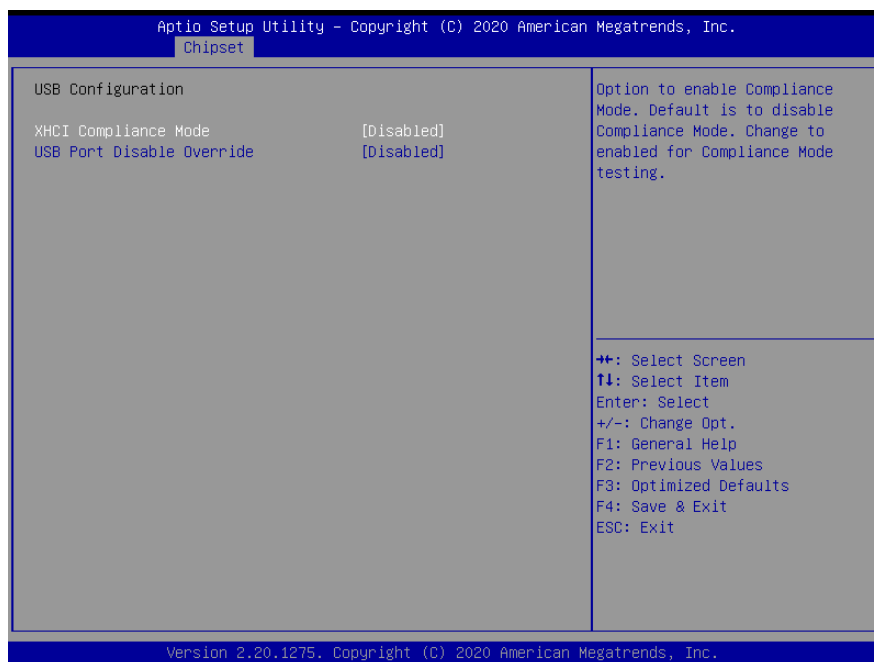 Aptio Setup Utility – Copyright (C) 2020 American Megatrends, Inc.
Chipset
USB Configuration
XHCI Compliance Mode [Disabled]
USB Port Disable Override [Disabled]
Option to enable Compliance
Mode. Default is to disable
Compliance Mode. Change to
enabled for Compliance Mode
testing.
→←: Select Screen
↑↓: Select Item
Enter: Select
+/-: Change Opt.
F1: General Help
F2: Previous Values
F3: Optimized Defaults
F4: Save & Exit
ESC: Exit
Version 2.20.1275. Copyright (C) 2020 American Megatrends, Inc.